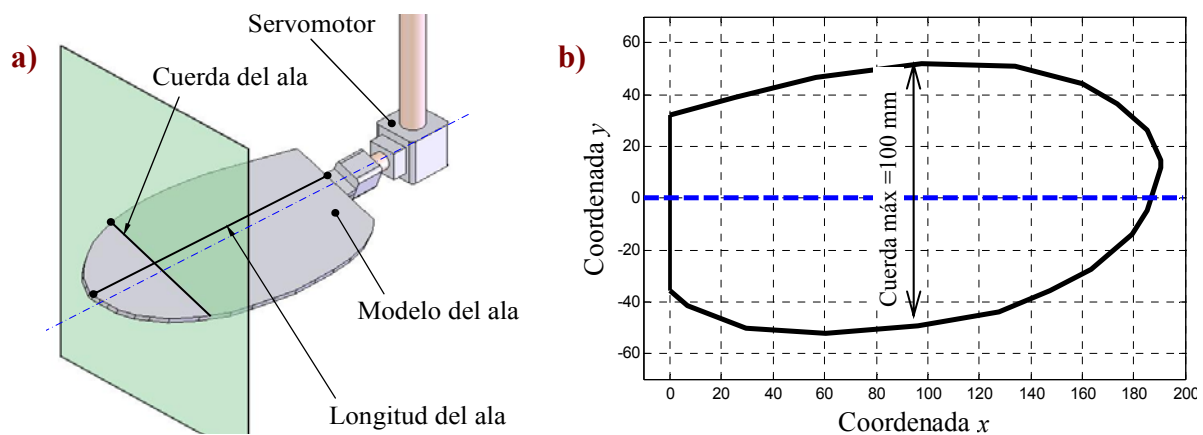 a)
Servomotor
Cuerda del ala
Modelo del ala
Longitud del ala
b)
Coordenada y
60
40
20
0
-20
-40
-60
Cuerda máx =100 mm
0 20 40 60 80 100 120 140 160 180 200
Coordenada x